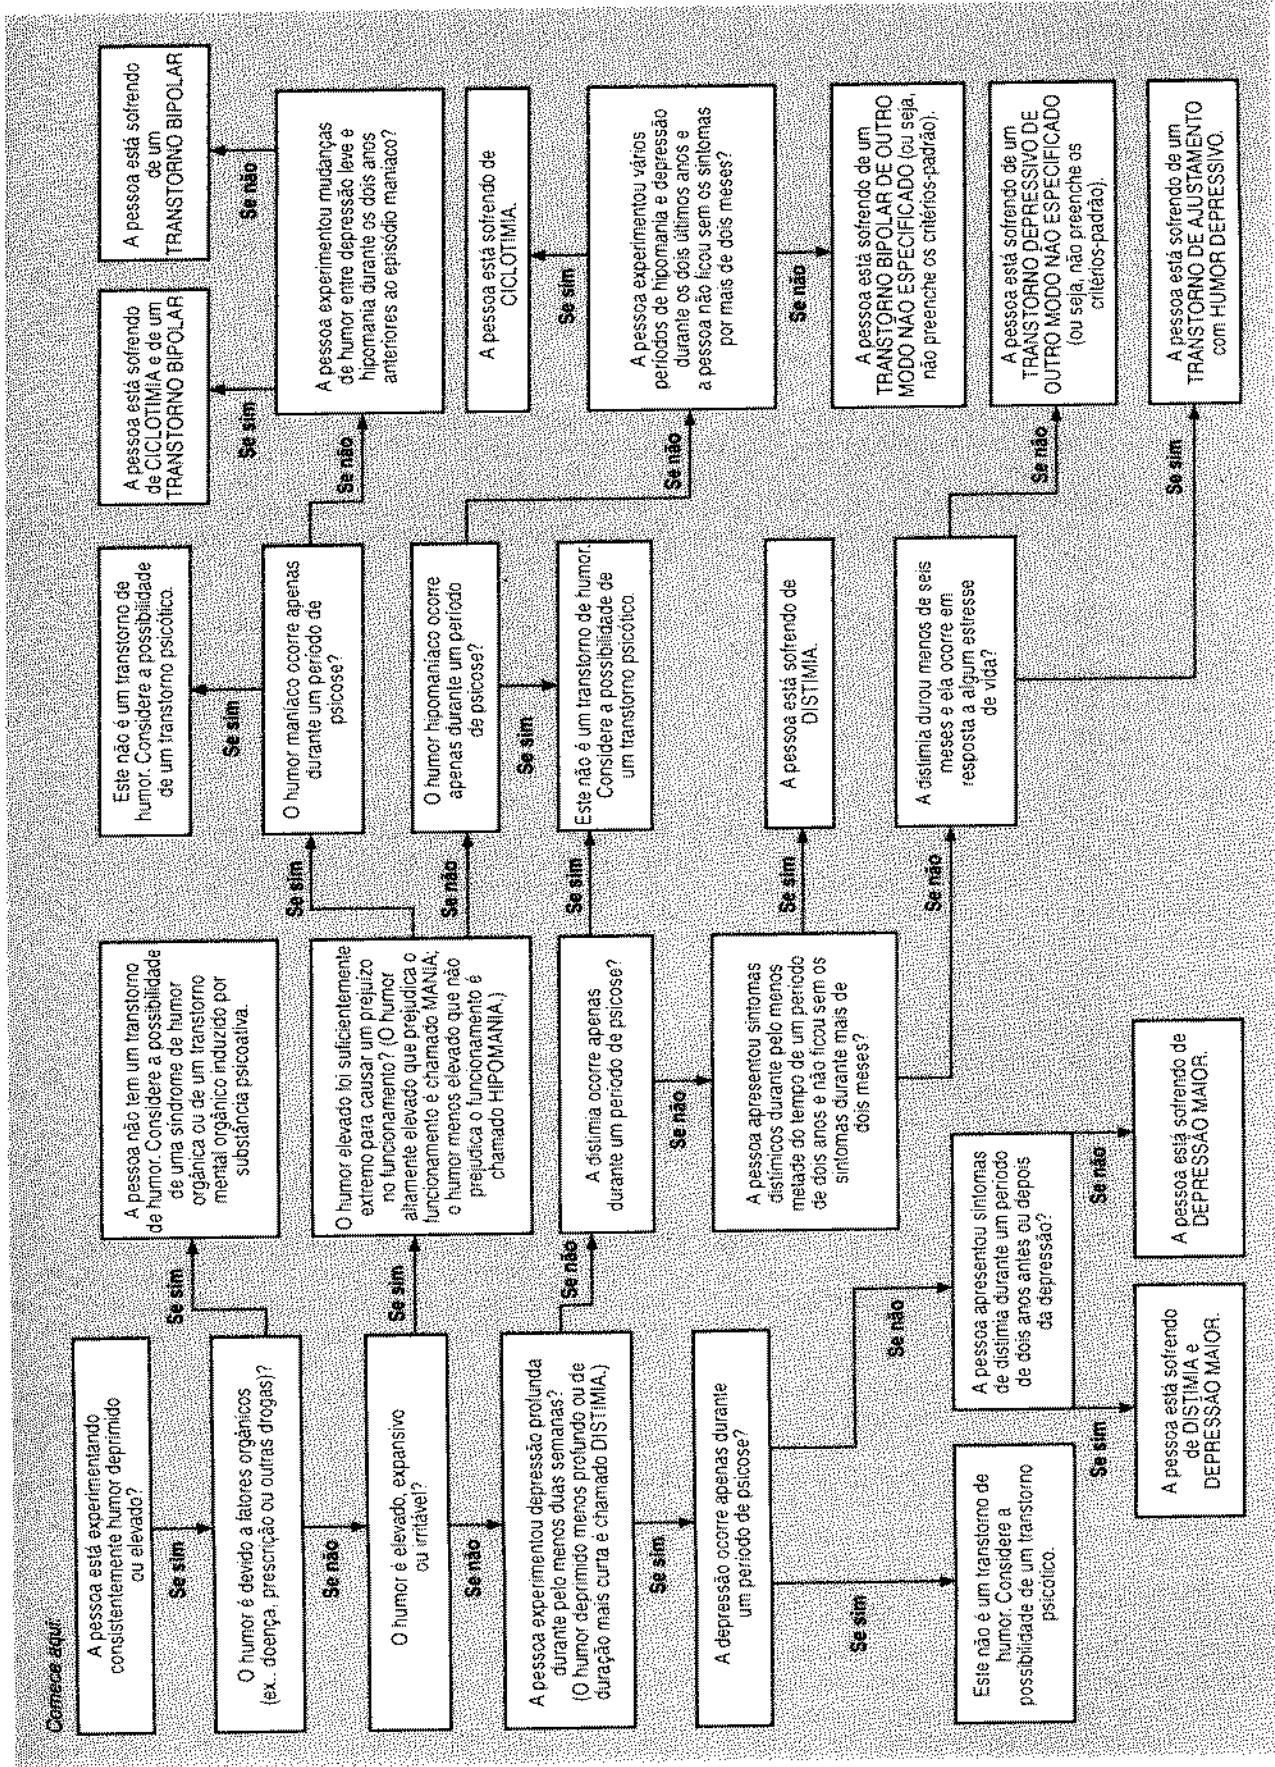 Comece aqui:
A pessoa está experimentando
consistentemente humor deprimido
ou elevado?
Se sim
O humor é devido a fatores orgânicos
(ex., doença, prescrição ou outras drogas)?
Se sim
A pessoa não tem um transtorno
de humor. Considere a possibilidade
de uma síndrome de humor
orgânica ou de um transtorno
mental orgânico induzido por
substância psicoativa.
Se não
O humor é elevado, expansivo
ou irritável?
Se sim
O humor elevado foi suficientemente
extremo para causar um prejuízo
no funcionamento? (O humor
altamente elevado que prejudica o
funcionamento é chamado MANIA;
o humor menos elevado que não
prejudica o funcionamento é
chamado HIPOMANIA.)
Se sim
O humor maníaco ocorre apenas
durante um período de
psicose?
Se sim
Este não é um transtorno de
humor. Considere a possibilidade
de um transtorno psicótico.
Se não
A pessoa experimentou mudanças
de humor entre depressão leve e
hipomania durante os dois anos
anteriores ao episódio maníaco?
Se sim
A pessoa está sofrendo
de CICLOTIMIA e de um
TRANSTORNO BIPOLAR
Se não
A pessoa está sofrendo
de um
TRANSTORNO BIPOLAR
Se não
O humor hipomaníaco ocorre
apenas durante um período
de psicose?
Se sim
Este não é um transtorno de humor.
Considere a possibilidade de
um transtorno psicótico.
Se não
A pessoa experimentou vários
períodos de hipomania e depressão
durante os dois últimos anos e
a pessoa não ficou sem os sintomas
por mais de dois meses?
Se sim
A pessoa está sofrendo de
CICLOTIMIA.
Se não
A pessoa está sofrendo de um
TRANSTORNO BIPOLAR DE OUTRO
MODO NÃO ESPECIFICADO (ou seja,
não preenche os critérios-padrão).
Se não
A pessoa experimentou depressão profunda
durante pelo menos duas semanas?
(O humor deprimido menos profundo ou de
duração mais curta é chamado DISTIMIA.)
Se não
A distimia ocorre apenas
durante um período de psicose?
Se sim
Se não
A pessoa apresentou sintomas
distímicos durante pelo menos
metade do tempo de um período
de dois anos e não ficou sem os
sintomas durante mais de
dois meses?
Se sim
A pessoa está sofrendo de
DISTIMIA.
Se não
A distimia durou menos de seis
meses e ela ocorre em
resposta a algum estresse
de vida?
Se não
A pessoa está sofrendo de um
TRANSTORNO DEPRESSIVO DE
OUTRO MODO NÃO ESPECIFICADO
(ou seja, não preenche os
critérios-padrão).
Se sim
A pessoa está sofrendo de um
TRANSTORNO DE AJUSTAMENTO
com HUMOR DEPRESSIVO.
Se sim
A depressão ocorre apenas durante
um período de psicose?
Se sim
Este não é um transtorno de
humor. Considere a
possibilidade de um transtorno
psicótico.
Se não
A pessoa apresentou sintomas
de distimia durante um período
de dois anos antes ou depois
da depressão?
Se sim
A pessoa está sofrendo
de DISTIMIA e
DEPRESSÃO MAIOR.
Se não
A pessoa está sofrendo de
DEPRESSÃO MAIOR.